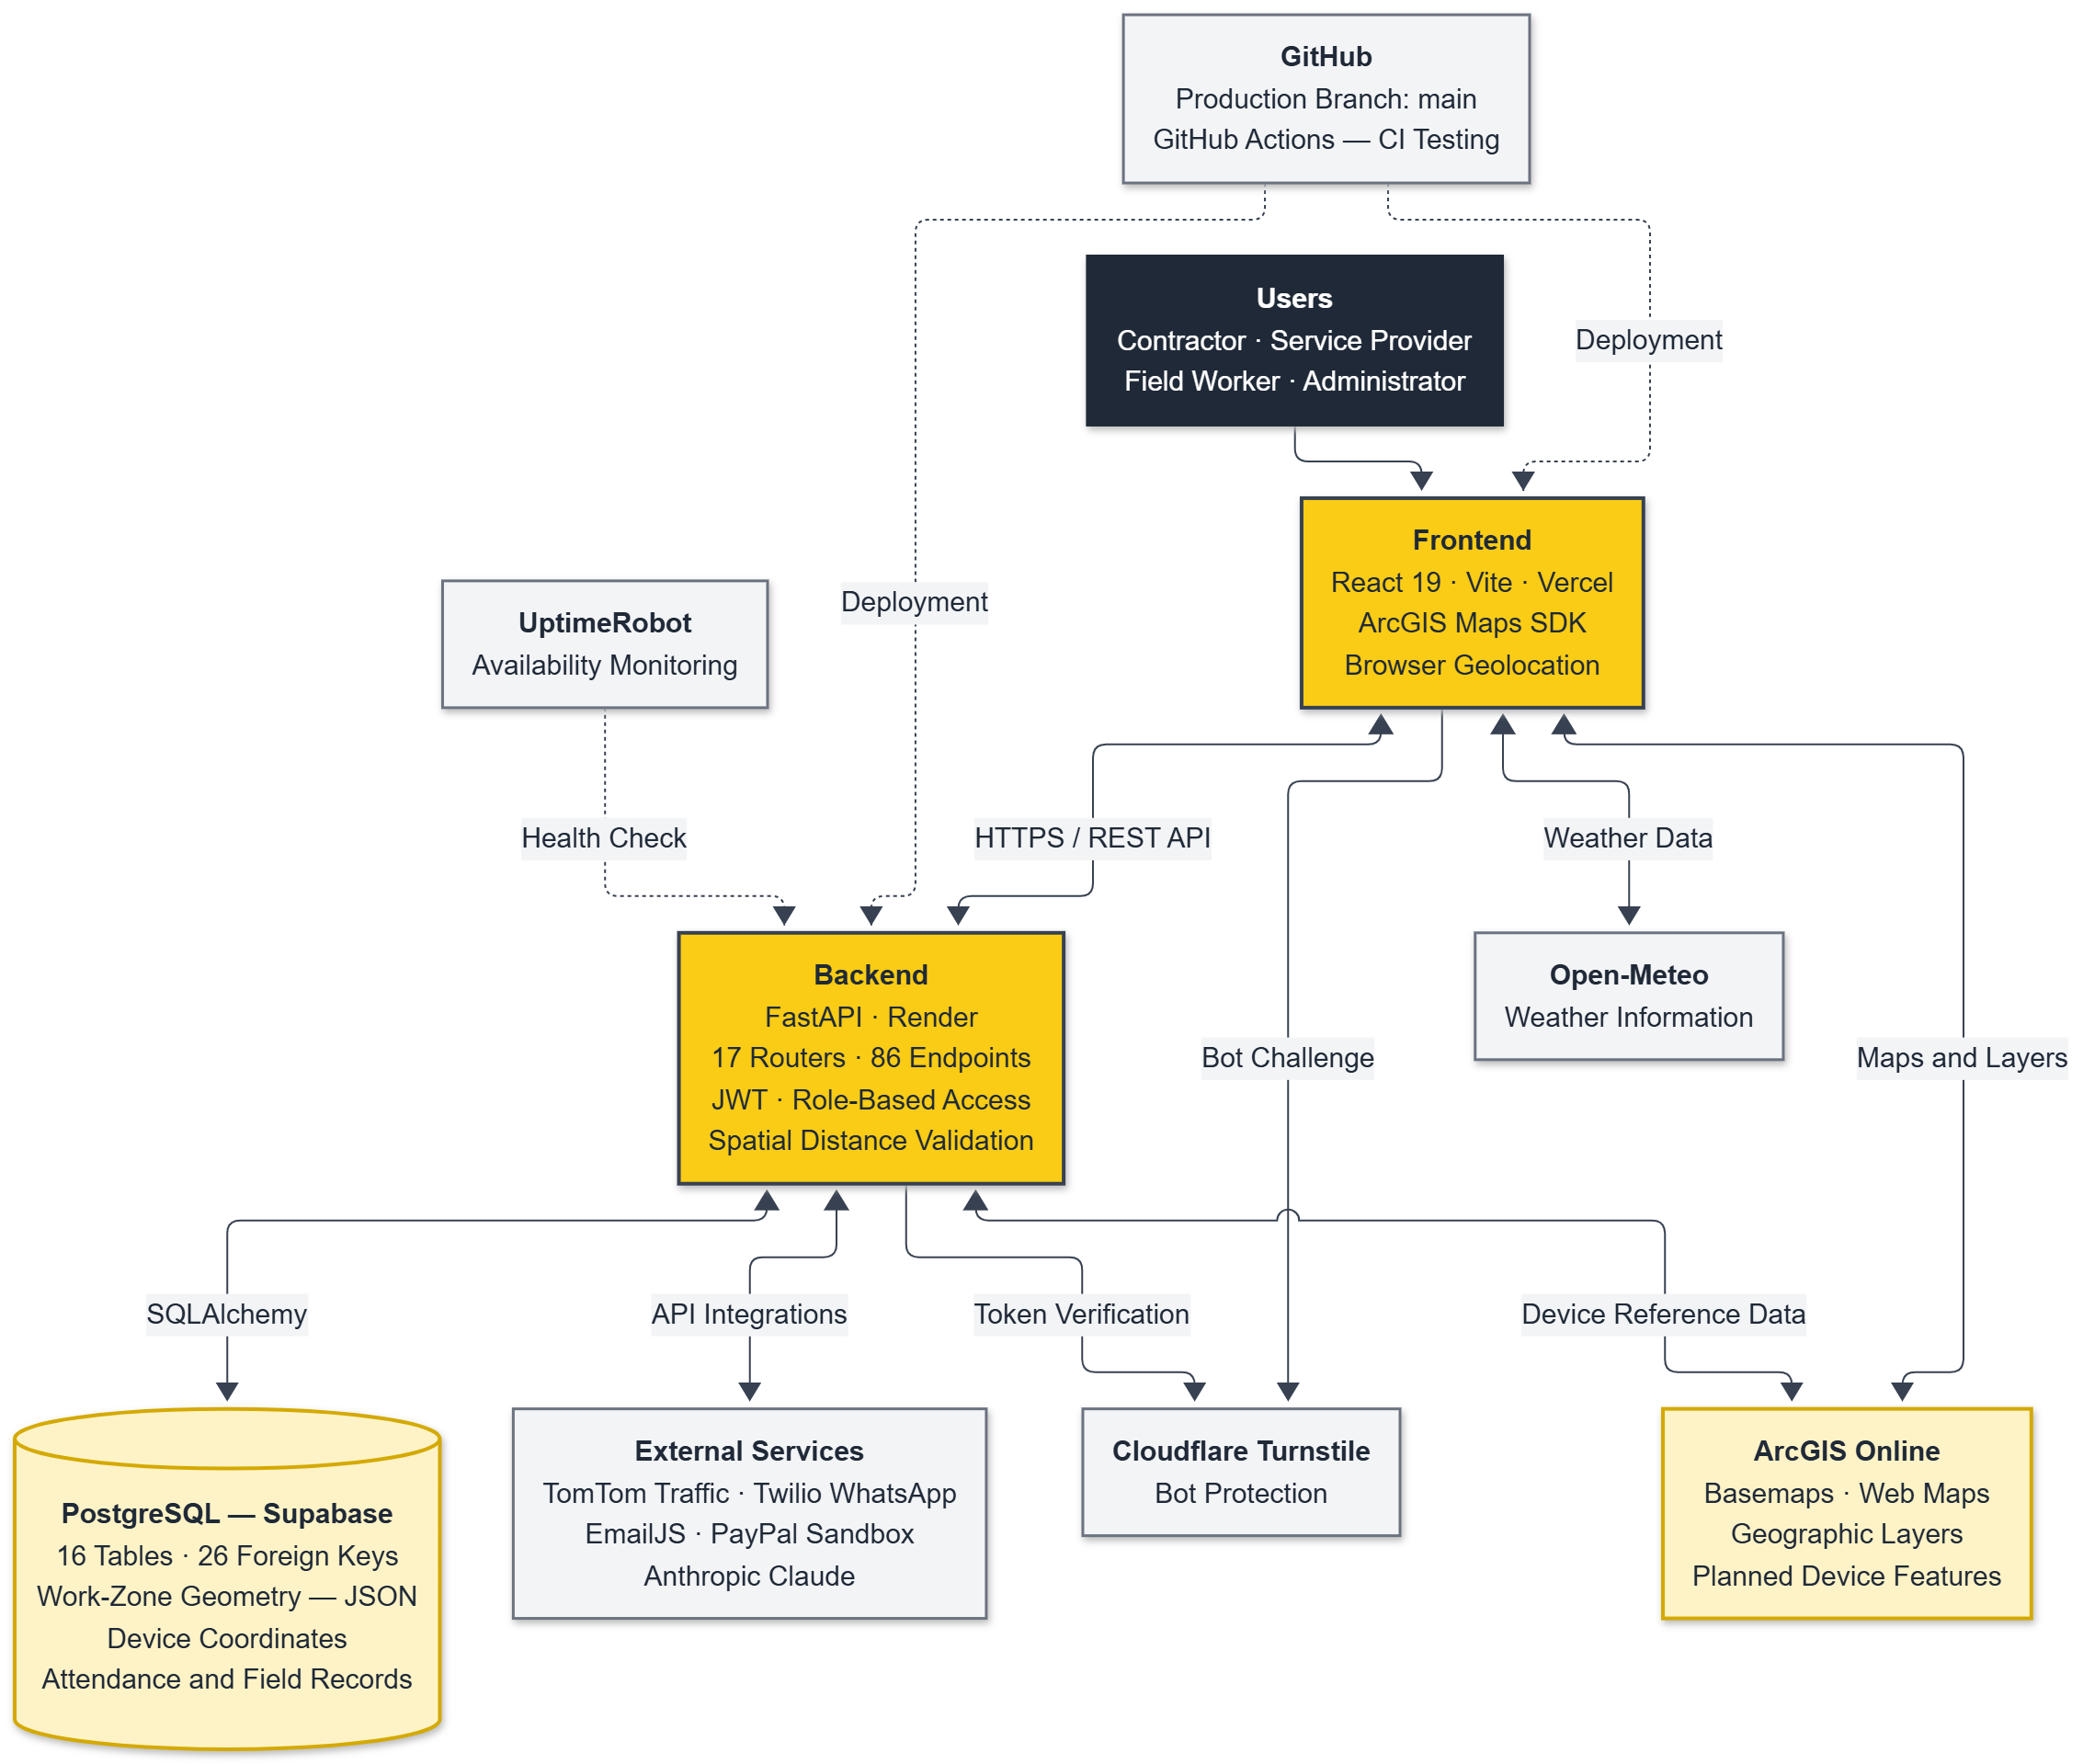 GitHub
Production Branch: main
GitHub Actions — CI Testing
Users
Contractor · Service Provider
Field Worker · Administrator
Deployment
Frontend
React 19 · Vite · Vercel
ArcGIS Maps SDK
Browser Geolocation
UptimeRobot
Availability Monitoring
Deployment
Health Check
HTTPS / REST API
Weather Data
Backend
FastAPI · Render
17 Routers · 86 Endpoints
JWT · Role-Based Access
Spatial Distance Validation
Open-Meteo
Weather Information
Bot Challenge
Maps and Layers
SQLAlchemy
API Integrations
Token Verification
Device Reference Data
PostgreSQL — Supabase
16 Tables · 26 Foreign Keys
Work-Zone Geometry — JSON
Device Coordinates
Attendance and Field Records
External Services
TomTom Traffic · Twilio WhatsApp
EmailJS · PayPal Sandbox
Anthropic Claude
Cloudflare Turnstile
Bot Protection
ArcGIS Online
Basemaps · Web Maps
Geographic Layers
Planned Device Features